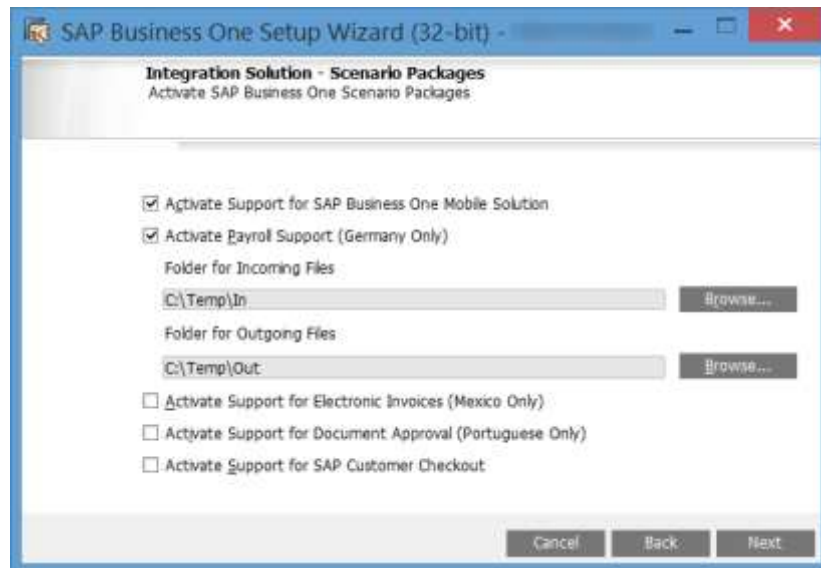 SAP Business One Setup Wizard (32-bit) -
Integration Solution - Scenario Packages
Activate SAP Business One Scenario Packages
Activate Support for SAP Business One Mobile Solution
Activate Payroll Support (Germany Only)
Folder for Incoming Files
C:\Temp\In Browse...
Folder for Outgoing Files
C:\Temp\Out Browse...
Activate Support for Electronic Invoices (Mexico Only)
Activate Support for Document Approval (Portuguese Only)
Activate Support for SAP Customer Checkout
Cancel Back Next